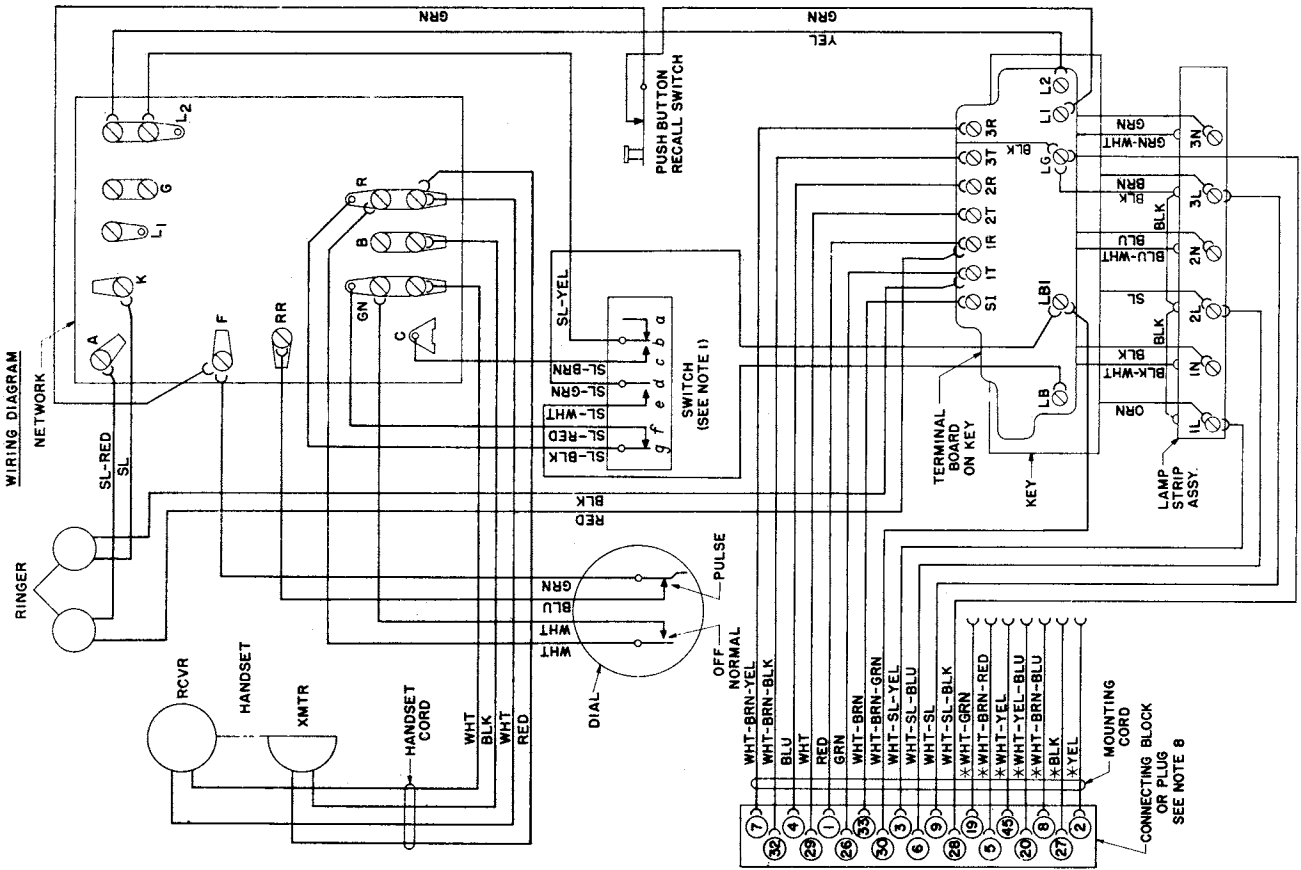 WIRING DIAGRAM
NETWORK
RINGER
SL-RED
SL
A
K
L1
G
L2
F
RR
C
GN
B
R
GRN
GRN
YEL
PUSH BUTTON
RECALL SWITCH
SL-YEL
SL-BRN
SL-GRN
SL-WHT
SL-RED
SL-BLK
a
b
c
d
e
f
g
SWITCH
(SEE NOTE 1)
BLK
RED
RCVR
HANDSET
XMTR
HANDSET
CORD
WHT
BLK
WHT
RED
GRN
BLU
WHT
WHT
DIAL
PULSE
OFF
NORMAL
TERMINAL
BOARD
ON KEY
KEY
3R
3T
2R
2T
1R
1T
S1
BLK
LG
L1
L2
LB1
LB
GRN
GRN-WHT
BRN
BLK
BLU
BLU-WHT
SL
BLK
BLK
BLK
BLK-WHT
ORN
3N
3L
2N
2L
1N
1L
LAMP
STRIP
ASSY.
WHT-BRN-YEL
WHT-BRN-BLK
BLU
WHT
RED
GRN
WHT-BRN
WHT-BRN-GRN
WHT-SL-YEL
WHT-SL-BLU
WHT-SL
WHT-SL-BLK
*WHT-GRN
*WHT-BRN-RED
*WHT-YEL
*WHT-YEL-BLU
*WHT-BRN-BLU
*BLK
*YEL
7
32
4
29
1
26
33
30
3
6
9
28
19
5
45
20
8
27
2
MOUNTING
CORD
CONNECTING BLOCK
OR PLUG
SEE NOTE 8